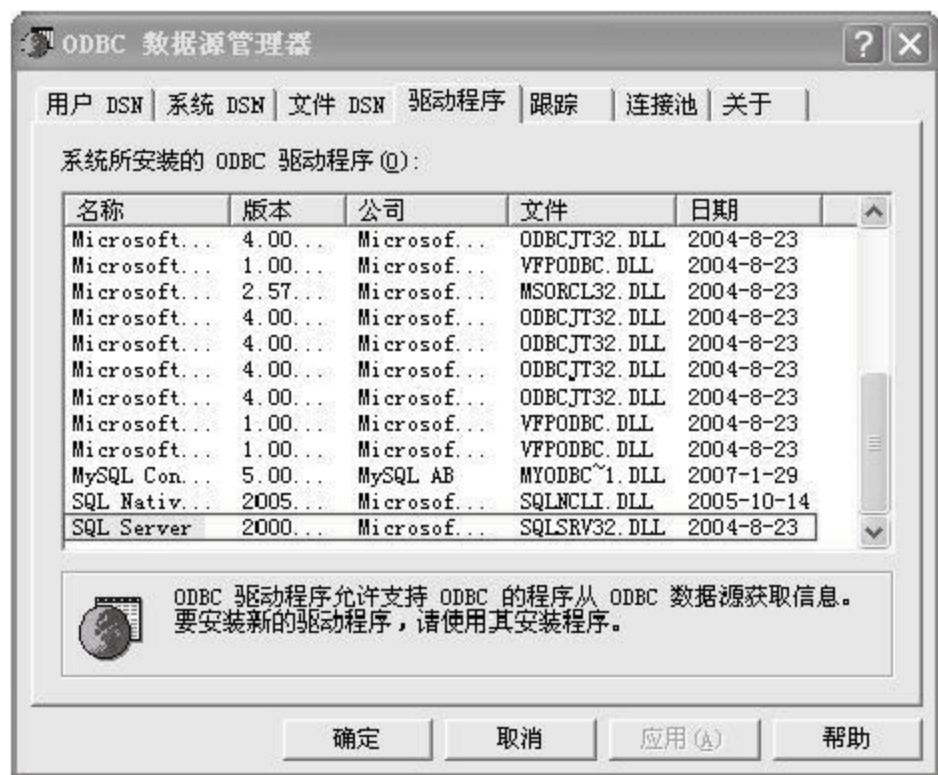 ODBC 数据源管理器
用户 DSN 系统 DSN 文件 DSN 驱动程序 跟踪 连接池 关于
系统所安装的 ODBC 驱动程序(O):
名称 版本 公司 文件 日期
Microsoft... 4.00... Microsof... ODBCJT32.DLL 2004-8-23
Microsoft... 1.00... Microsof... VFPODBC.DLL 2004-8-23
Microsoft... 2.57... Microsof... MSORCL32.DLL 2004-8-23
Microsoft... 4.00... Microsof... ODBCJT32.DLL 2004-8-23
Microsoft... 4.00... Microsof... ODBCJT32.DLL 2004-8-23
Microsoft... 4.00... Microsof... ODBCJT32.DLL 2004-8-23
Microsoft... 4.00... Microsof... ODBCJT32.DLL 2004-8-23
Microsoft... 1.00... Microsof... VFPODBC.DLL 2004-8-23
Microsoft... 1.00... Microsof... VFPODBC.DLL 2004-8-23
MySQL Con... 5.00... MySQL AB MYODBC~1.DLL 2007-1-29
SQL Nativ... 2005... Microsof... SQLNCLI.DLL 2005-10-14
SQL Server 2000... Microsof... SQLSRV32.DLL 2004-8-23
ODBC 驱动程序允许支持 ODBC 的程序从 ODBC 数据源获取信息。
要安装新的驱动程序，请使用其安装程序。
确定 取消 应用(A) 帮助